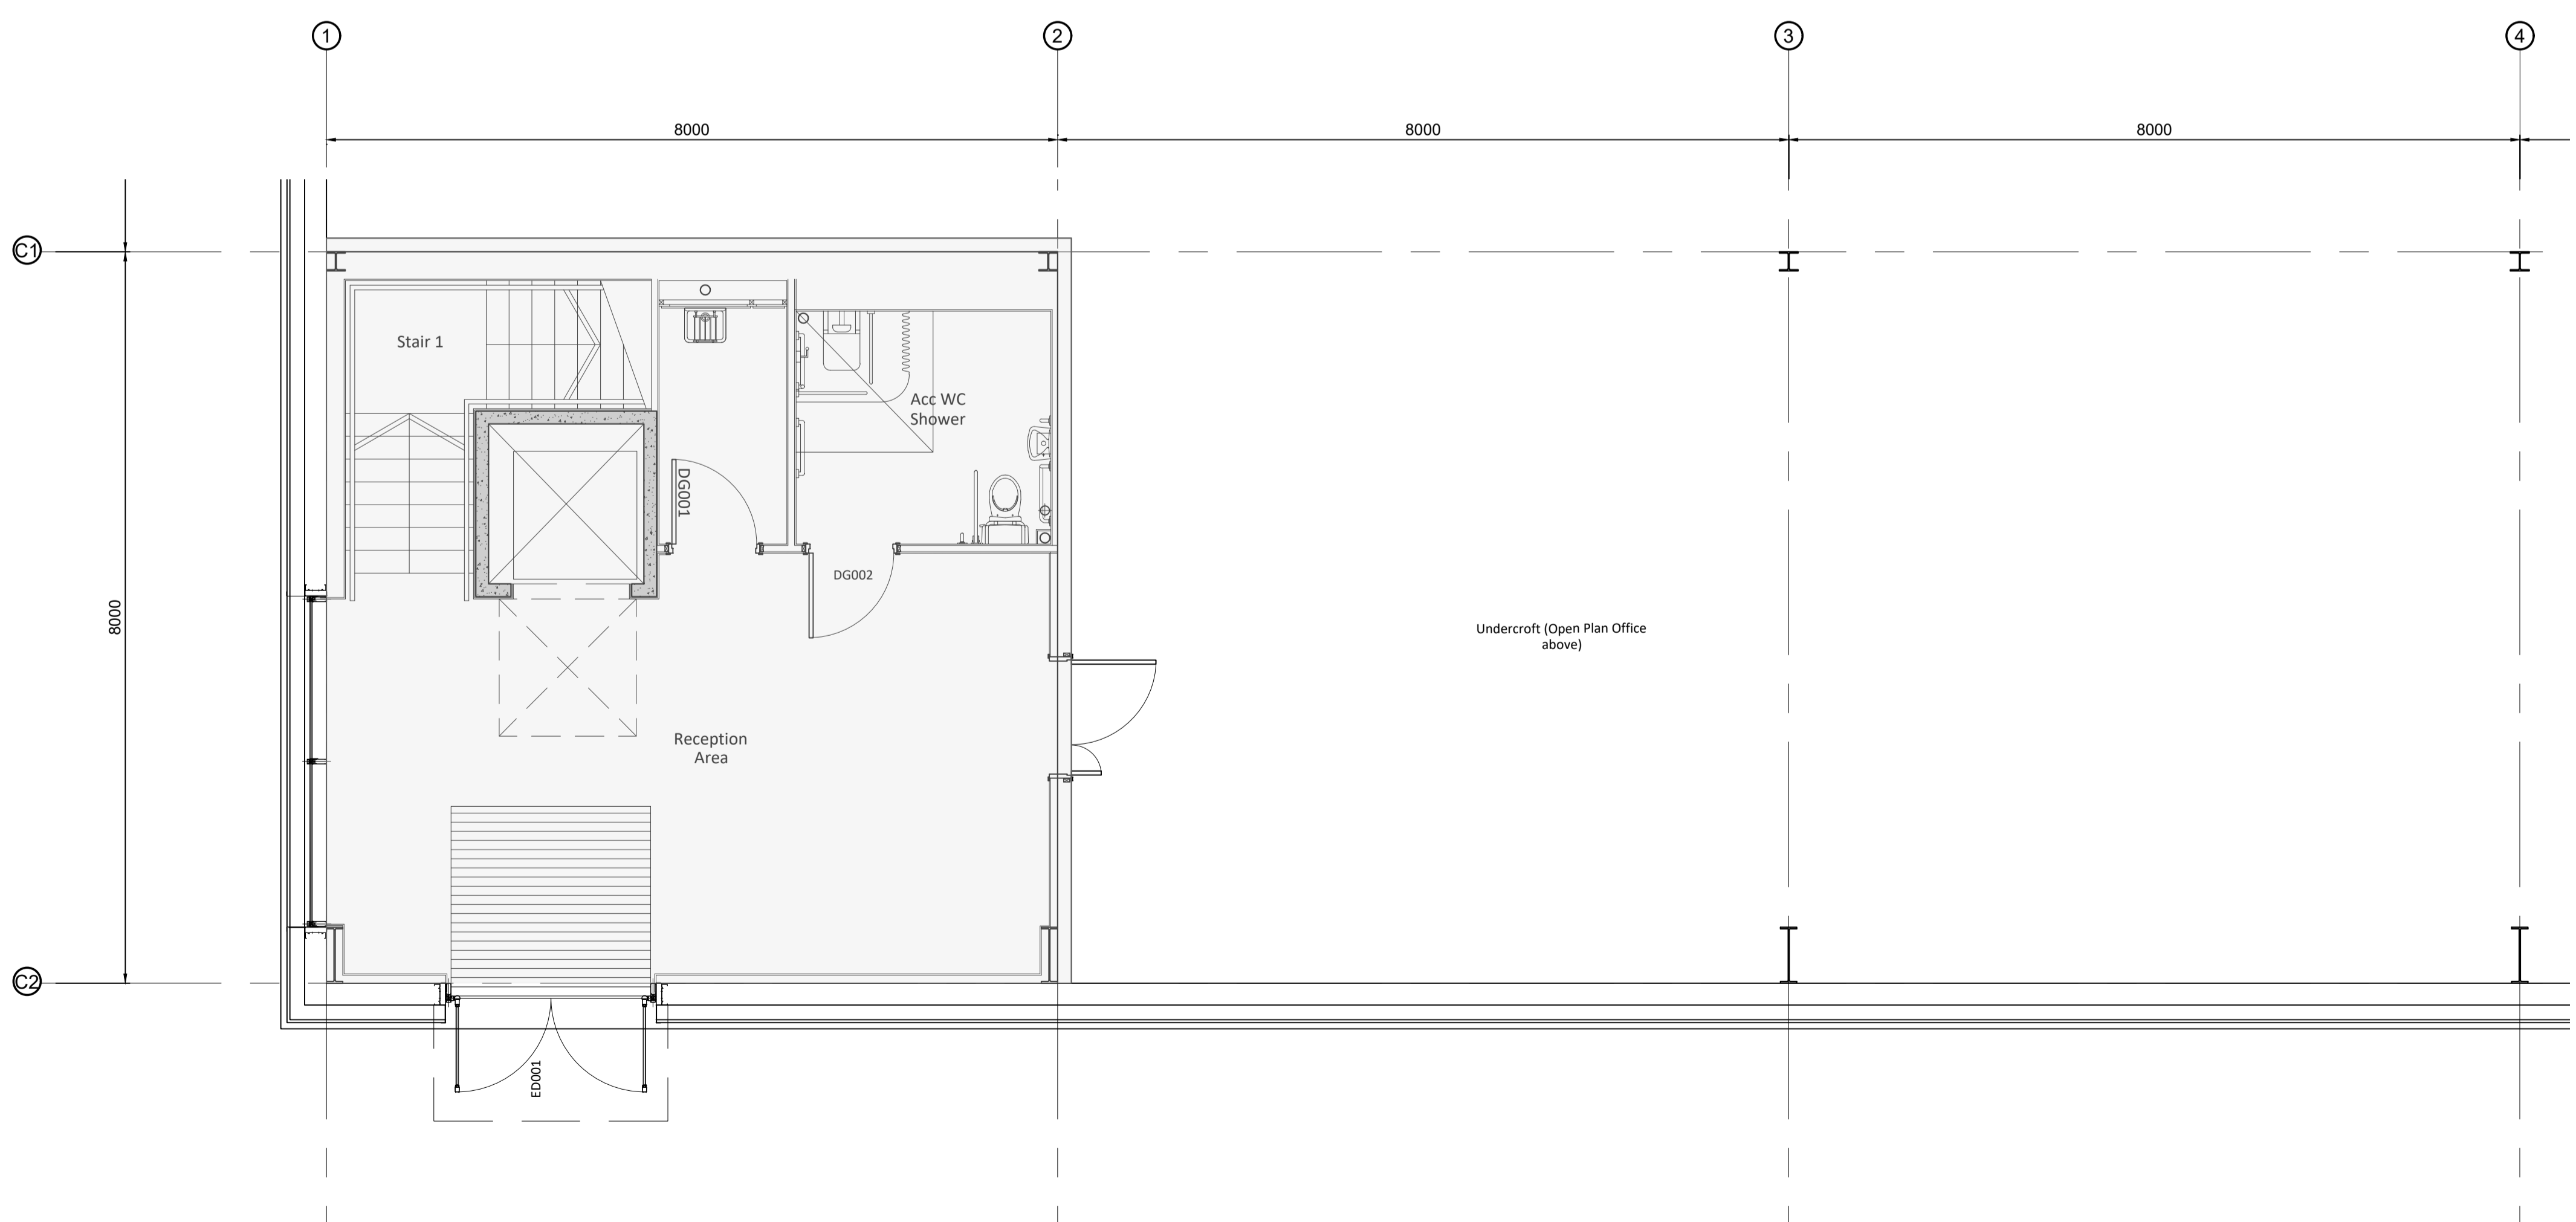 1
2
3
4
8000
8000
8000
C1
Stair 1
Acc WC
Shower
DG001
DG002
8000
Undercroft (Open Plan Office
above)
Reception
Area
C2
ED001